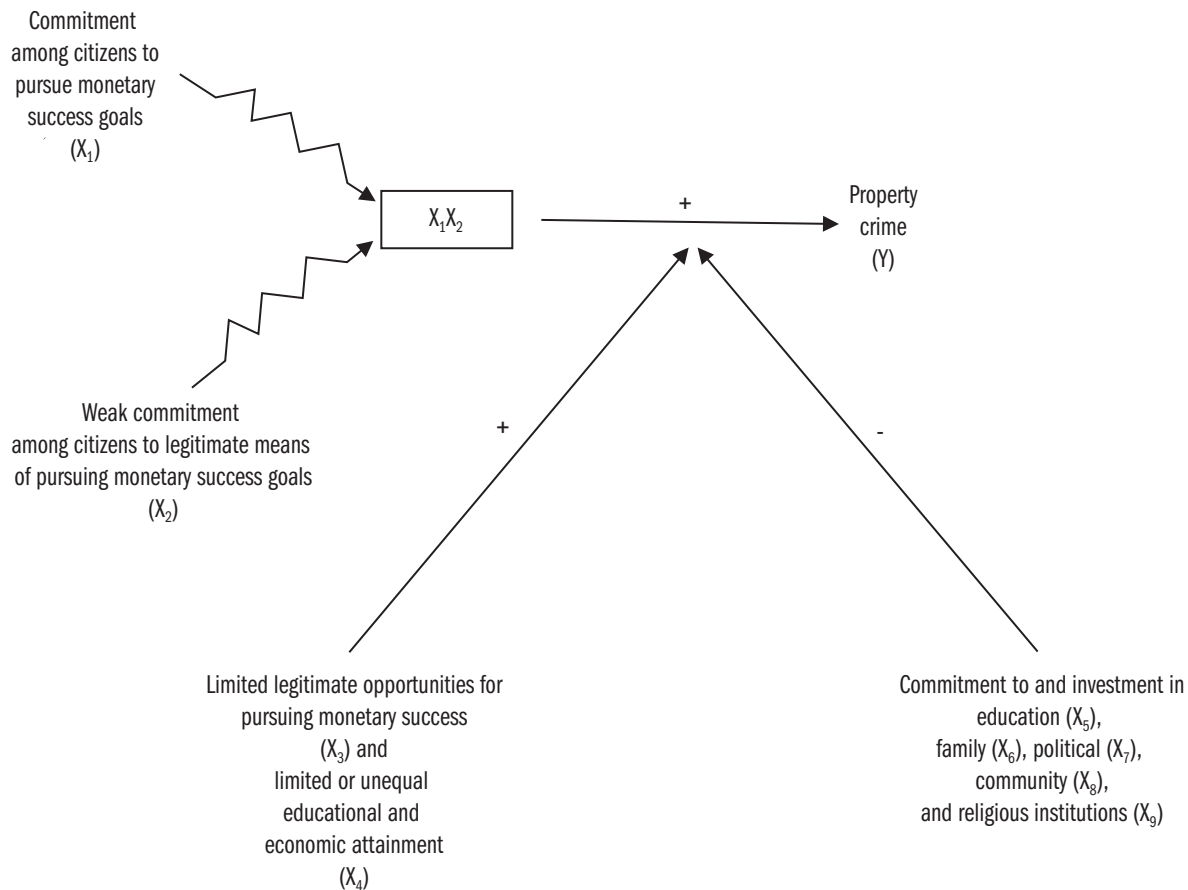 Commitment
among citizens to
pursue monetary
success goals
(X₁)
X₁X₂
+
Property
crime
(Y)
Weak commitment
among citizens to legitimate means
of pursuing monetary success goals
(X₂)
+
-
Limited legitimate opportunities for
pursuing monetary success
(X₃) and
limited or unequal
educational and
economic attainment
(X₄)
Commitment to and investment in
education (X₅),
family (X₆), political (X₇),
community (X₈),
and religious institutions (X₉)